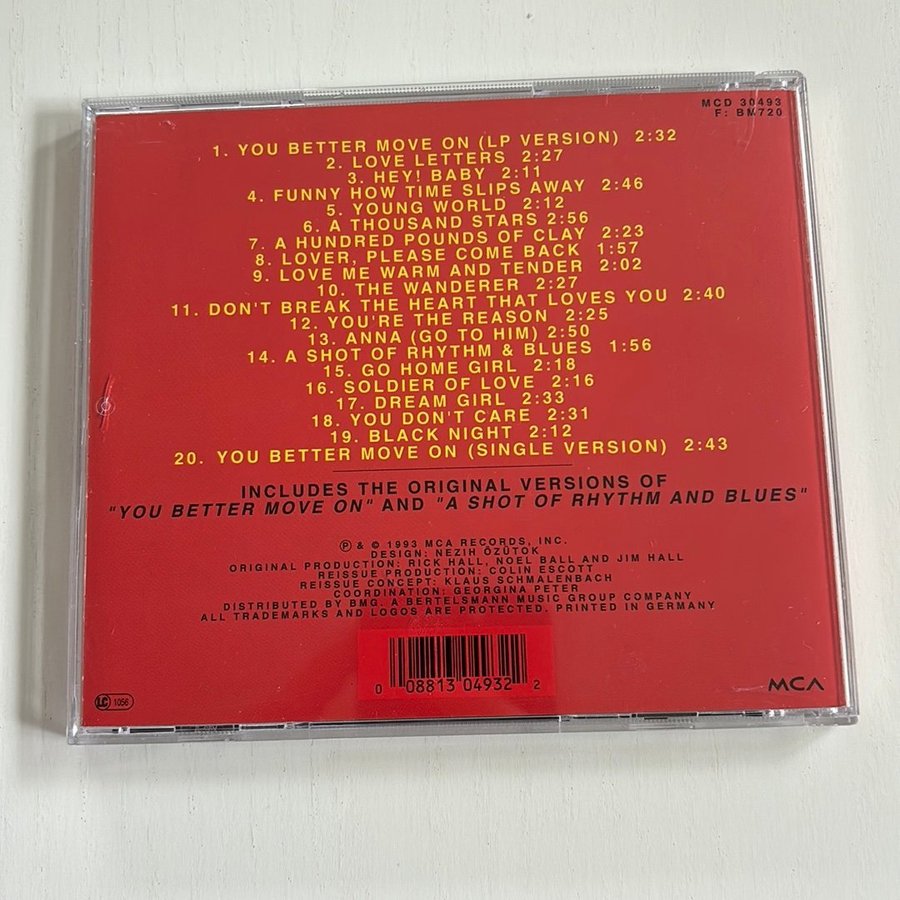 MCD 30493
F: BM720
1. YOU BETTER MOVE ON (LP VERSION) 2:32
2. LOVE LETTERS 2:27
3. HEY! BABY 2:11
4. FUNNY HOW TIME SLIPS AWAY 2:46
5. YOUNG WORLD 2:12
6. A THOUSAND STARS 2:56
7. A HUNDRED POUNDS OF CLAY 2:23
8. LOVER, PLEASE COME BACK 1:57
9. LOVE ME WARM AND TENDER 2:02
10. THE WANDERER 2:27
11. DON'T BREAK THE HEART THAT LOVES YOU 2:40
12. YOU'RE THE REASON 2:25
13. ANNA (GO TO HIM) 2:50
14. A SHOT OF RHYTHM & BLUES 1:56
15. GO HOME GIRL 2:18
16. SOLDIER OF LOVE 2:16
17. DREAM GIRL 2:33
18. YOU DON'T CARE 2:31
19. BLACK NIGHT 2:12
20. YOU BETTER MOVE ON (SINGLE VERSION) 2:43
INCLUDES THE ORIGINAL VERSIONS OF
"YOU BETTER MOVE ON" AND "A SHOT OF RHYTHM AND BLUES"
℗ & © 1993 MCA RECORDS, INC.
DESIGN: NEZIH ÖZÜTOK
ORIGINAL PRODUCTION: RICK HALL, NOEL BALL AND JIM HALL
REISSUE PRODUCTION: COLIN ESCOTT
REISSUE CONCEPT: KLAUS SCHMALENBACH
COORDINATION: GEORGINA PETER
DISTRIBUTED BY BMG. A BERTELSMANN MUSIC GROUP COMPANY
ALL TRADEMARKS AND LOGOS ARE PROTECTED. PRINTED IN GERMANY
0 08813 04932 2
LC 1056
MCA